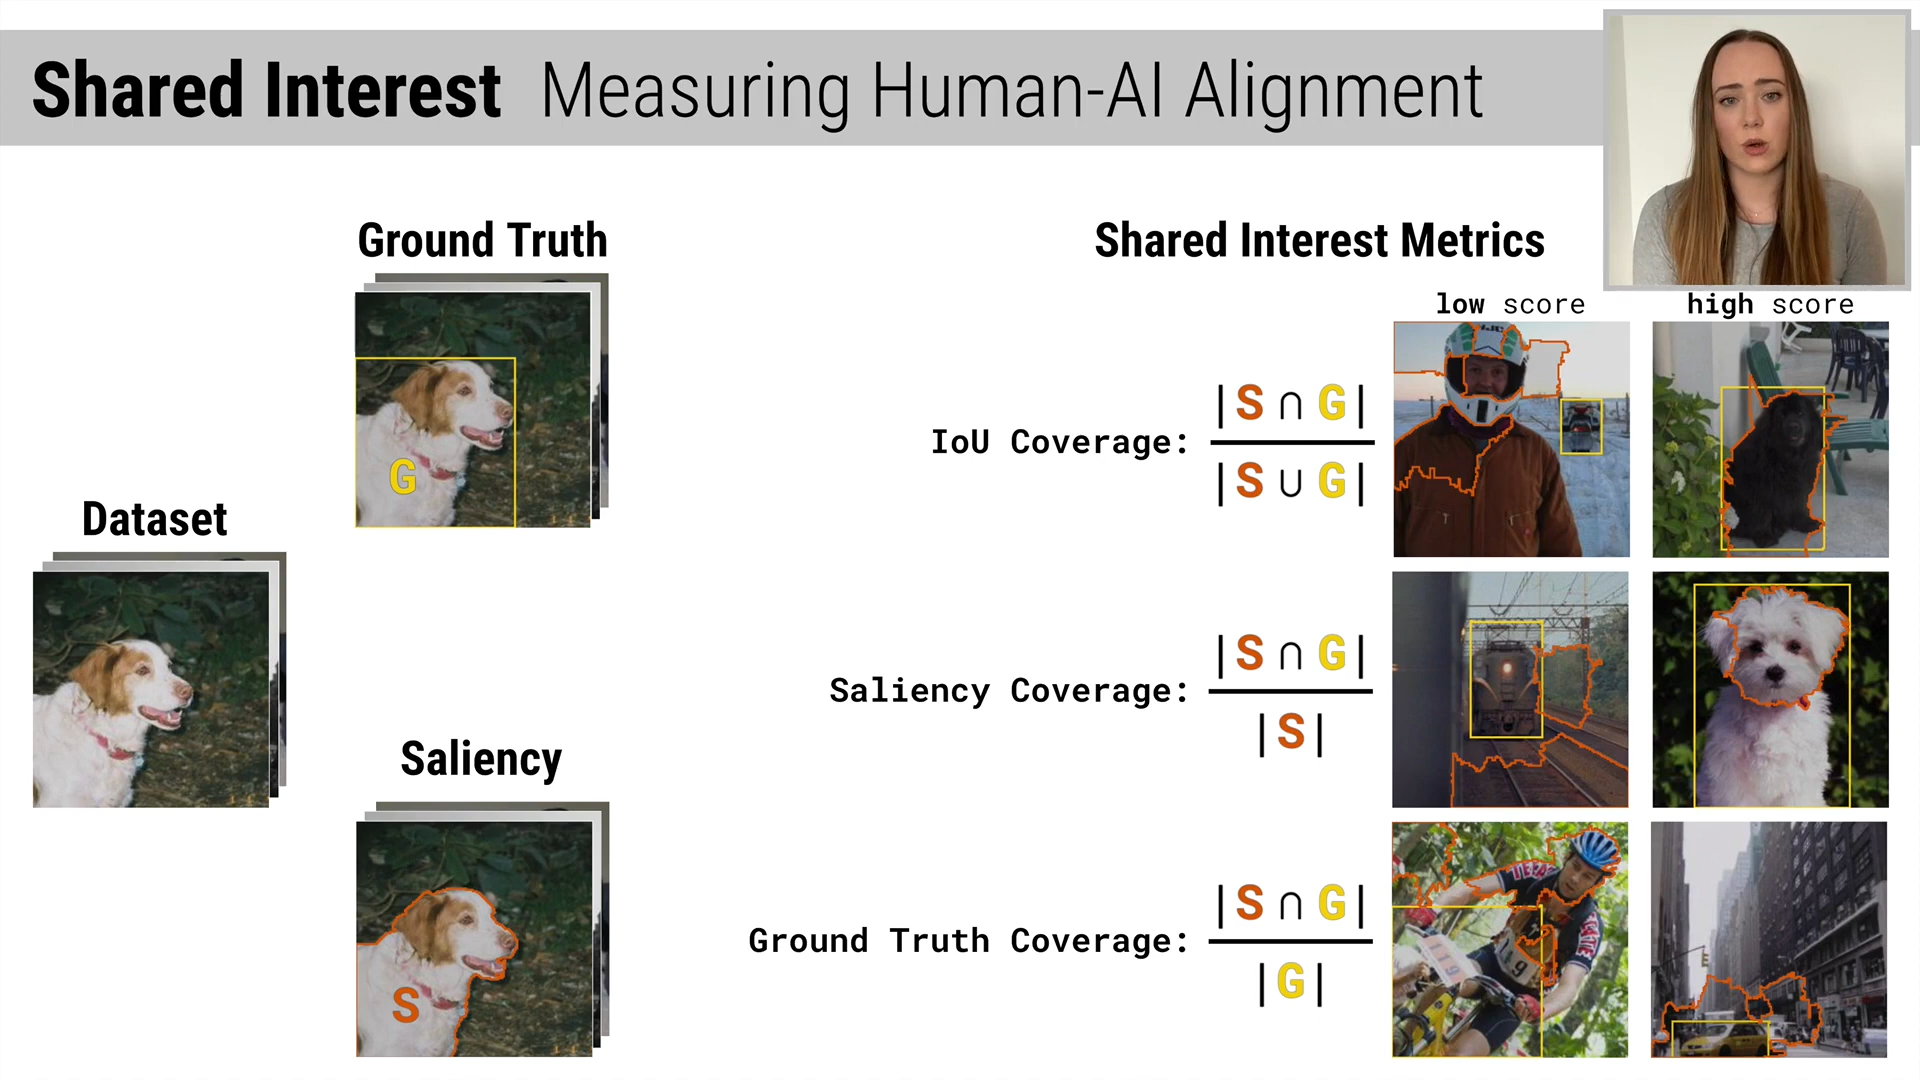 Shared Interest Measuring Human-AI Alignment
Ground Truth
G
Dataset
Saliency
S
Shared Interest Metrics
low score
high score
IoU Coverage:
|S ∩ G|
|S ∪ G|
Saliency Coverage:
|S ∩ G|
|S|
Ground Truth Coverage:
|S ∩ G|
|G|